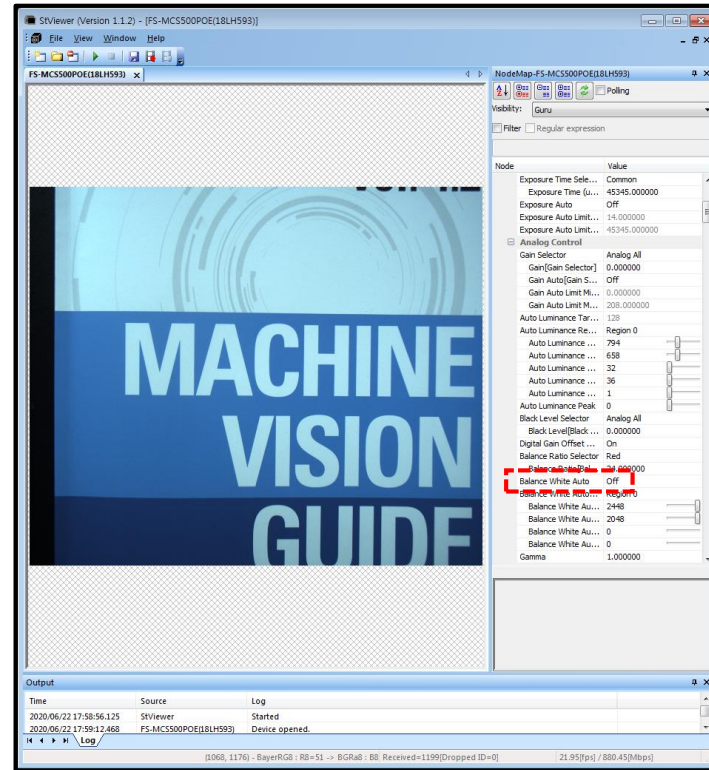 StViewer (Version 1.1.2) - [FS-MCS500POE(18LH593)]
File View Window Help
FS-MCS500POE(18LH593)
NodeMap-FS-MCS500POE(18LH593)
Polling
Visibility: Guru
Filter Regular expression
Node Value
Exposure Time Sele... Common
Exposure Time (u... 45345.000000
Exposure Auto Off
Exposure Auto Limit... 14.000000
Exposure Auto Limit... 45345.000000
Analog Control
Gain Selector Analog All
Gain[Gain Selector] 0.000000
Gain Auto[Gain S... Off
Gain Auto Limit Mi... 0.000000
Gain Auto Limit M... 208.000000
Auto Luminance Tar... 128
Auto Luminance Re... Region 0
Auto Luminance ... 794
Auto Luminance ... 658
Auto Luminance ... 32
Auto Luminance ... 36
Auto Luminance ... 1
Auto Luminance Peak 0
Black Level Selector Analog All
Black Level[Black ... 0.000000
Digital Gain Offset ... On
Balance Ratio Selector Red
Balance Ratio[Bal... 24.000000
Balance White Auto Off
Balance White Auto... Region 0
Balance White Au... 2448
Balance White Au... 2048
Balance White Au... 0
Balance White Au... 0
Gamma 1.000000
MACHINE
VISION
GUIDE
Output
Time Source Log
2020/06/22 17:58:56.125 StViewer Started
2020/06/22 17:59:12.468 FS-MCS500POE(18LH593) Device opened.
Log
(1068, 1176) - BayerRG8 : R8=51 -> BGRa8 : B8 Received=1199[Dropped ID=0] 21.95[fps] / 880.45[Mbps]